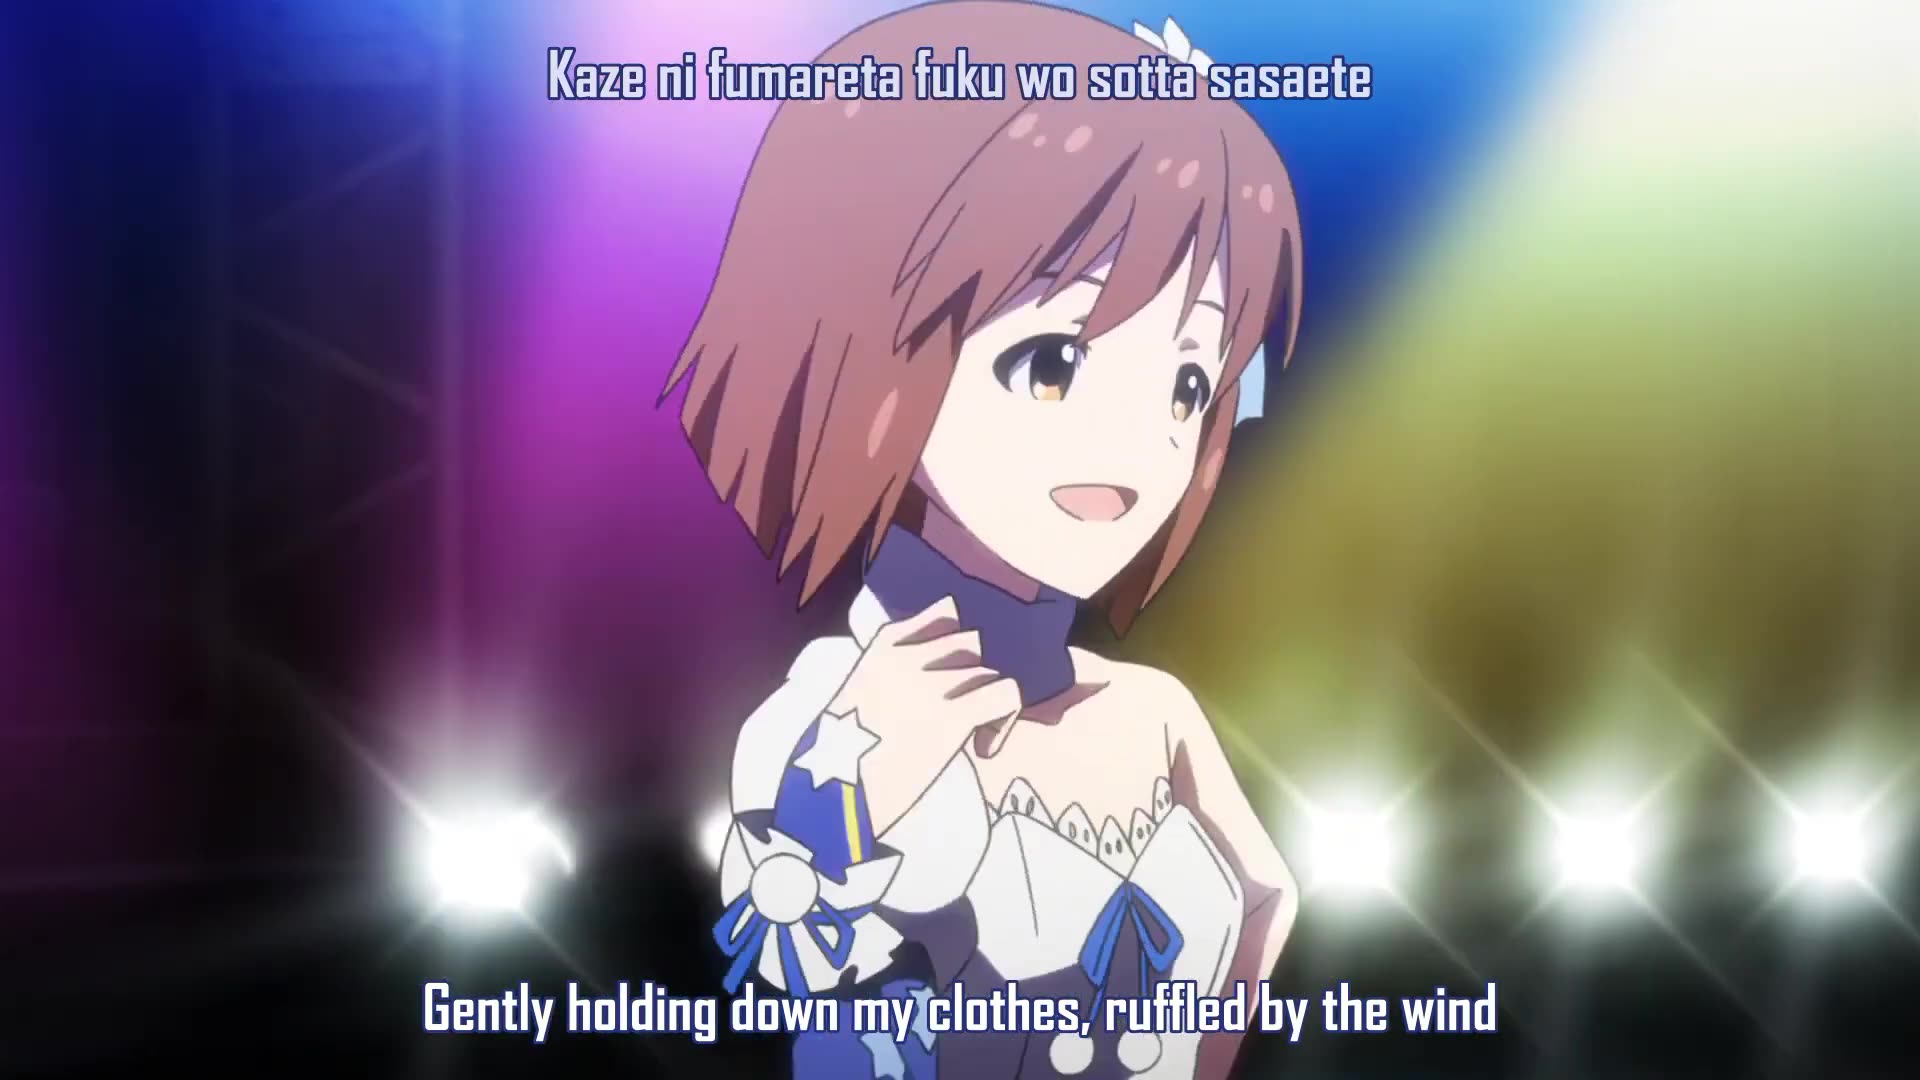 Kaze ni fumareta fuku wo sotta sasaete
Gently holding down my clothes, ruffled by the wind